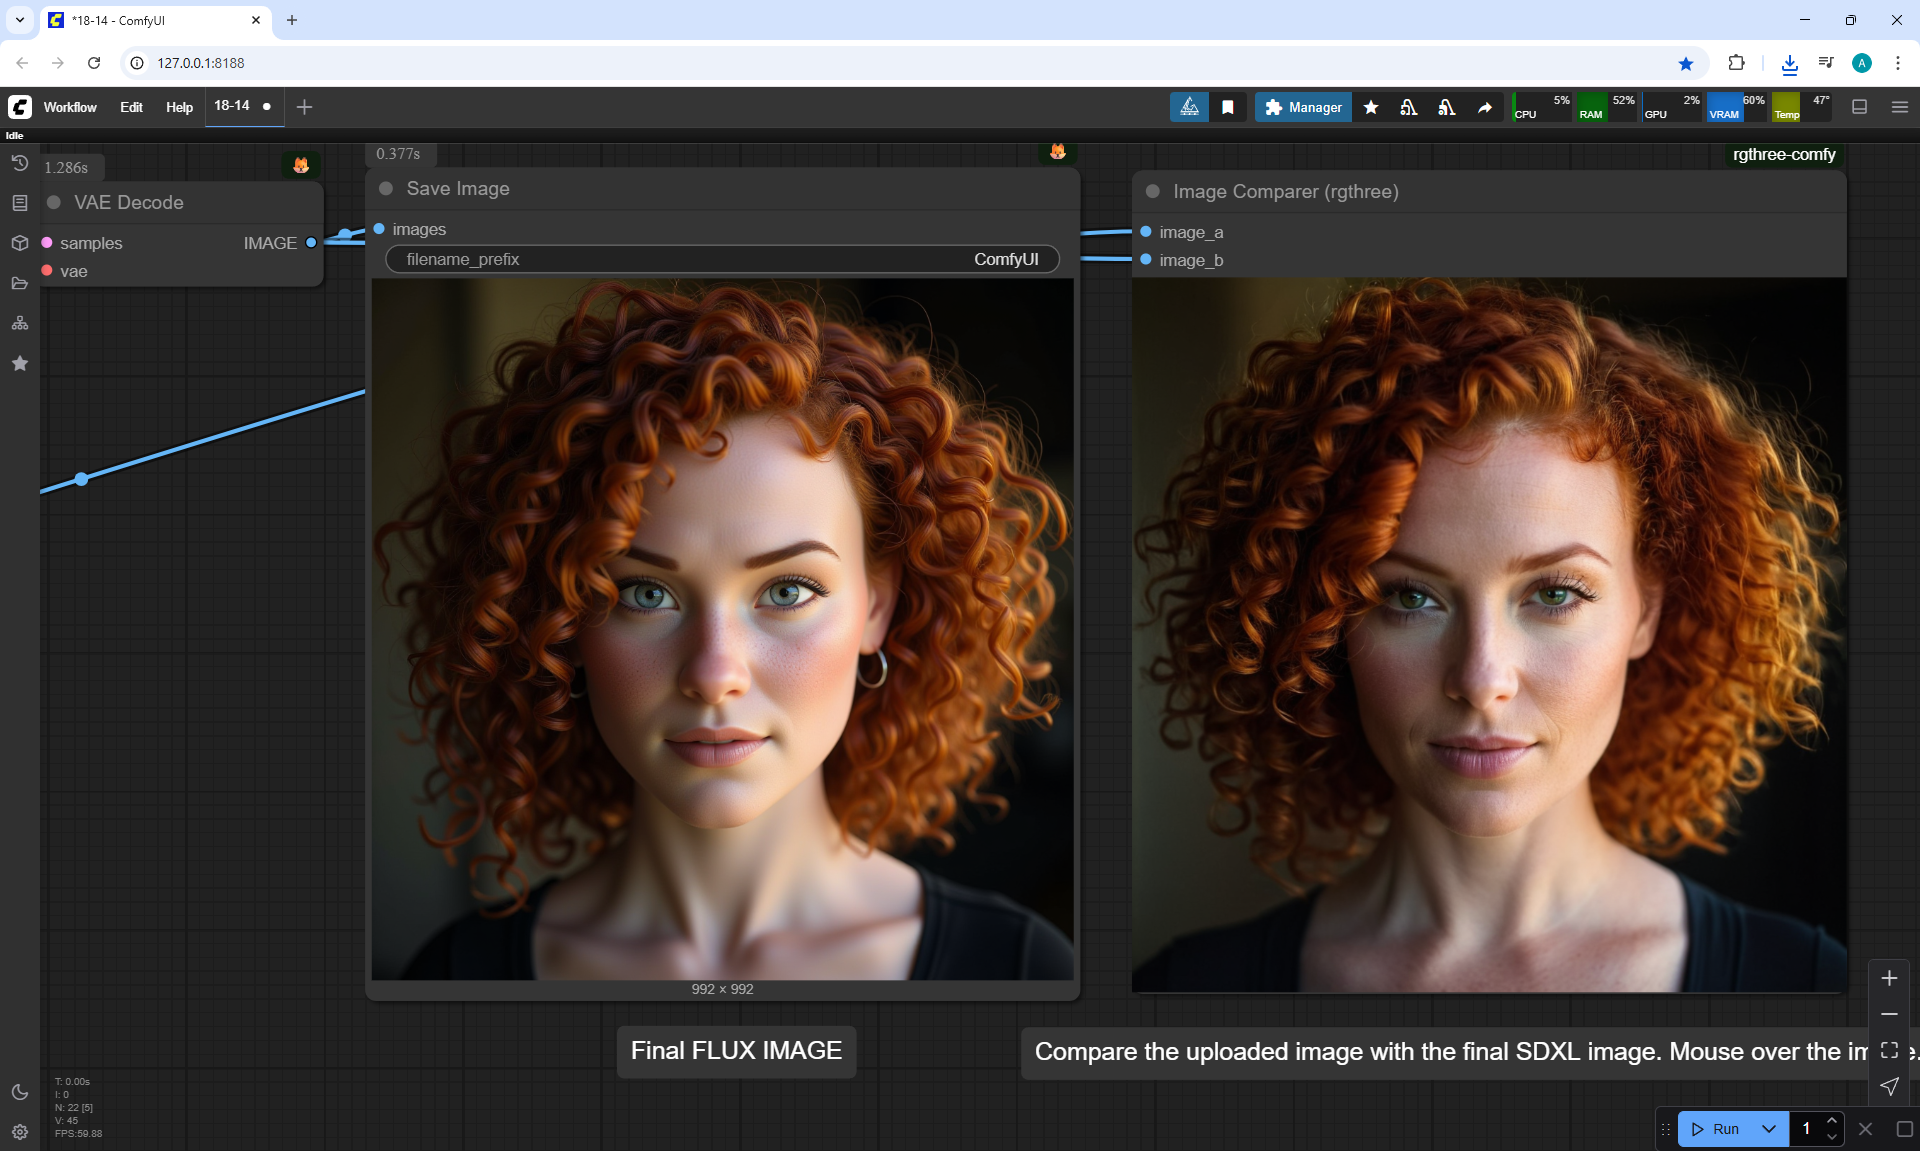 *18-14 - ComfyUI
127.0.0.1:8188
A
Workflow Edit Help 18-14
Manager
CPU 5% RAM 52% GPU 2% VRAM 60% Temp 47°
Idle
1.286s
VAE Decode
samples IMAGE
vae
0.377s
Save Image
images
filename_prefix ComfyUI
992 × 992
rgthree-comfy
Image Comparer (rgthree)
image_a
image_b
Final FLUX IMAGE
Compare the uploaded image with the final SDXL image. Mouse over the
T: 0.00s
I: 0
N: 22 [5]
V: 45
FPS:59.88
Run 1